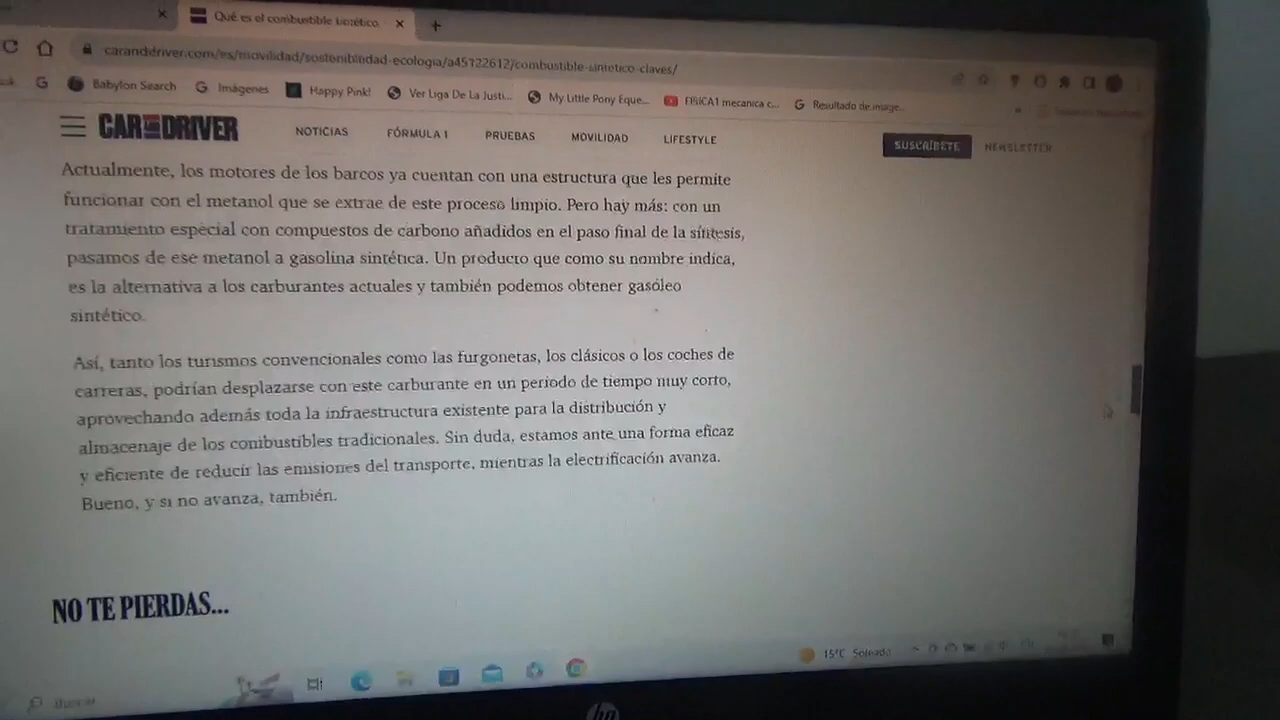 Qué es el combustible sintético
caranddriver.com/es/movilidad/sostenibilidad-ecologia/a45122612/combustible-sintetico-claves/
Babylon Search
Imágenes
Happy Pink!
Ver Liga De La Justi...
My Little Pony Eque...
FISICA1 mecanica c...
Resultado de image...
CAR AND DRIVER
NOTICIAS
FÓRMULA 1
PRUEBAS
MOVILIDAD
LIFESTYLE
SUSCRÍBETE
NEWSLETTER
Actualmente, los motores de los barcos ya cuentan con una estructura que les permite
funcionar con el metanol que se extrae de este proceso limpio. Pero hay más: con un
tratamiento especial con compuestos de carbono añadidos en el paso final de la síntesis,
pasamos de ese metanol a gasolina sintética. Un producto que como su nombre indica,
es la alternativa a los carburantes actuales y también podemos obtener gasóleo
sintético.
Así, tanto los turismos convencionales como las furgonetas, los clásicos o los coches de
carreras, podrían desplazarse con este carburante en un periodo de tiempo muy corto,
aprovechando además toda la infraestructura existente para la distribución y
almacenaje de los combustibles tradicionales. Sin duda, estamos ante una forma eficaz
y eficiente de reducir las emisiones del transporte, mientras la electrificación avanza.
Bueno, y si no avanza, también.
NO TE PIERDAS...
15°C Soleado
Buscar
hp